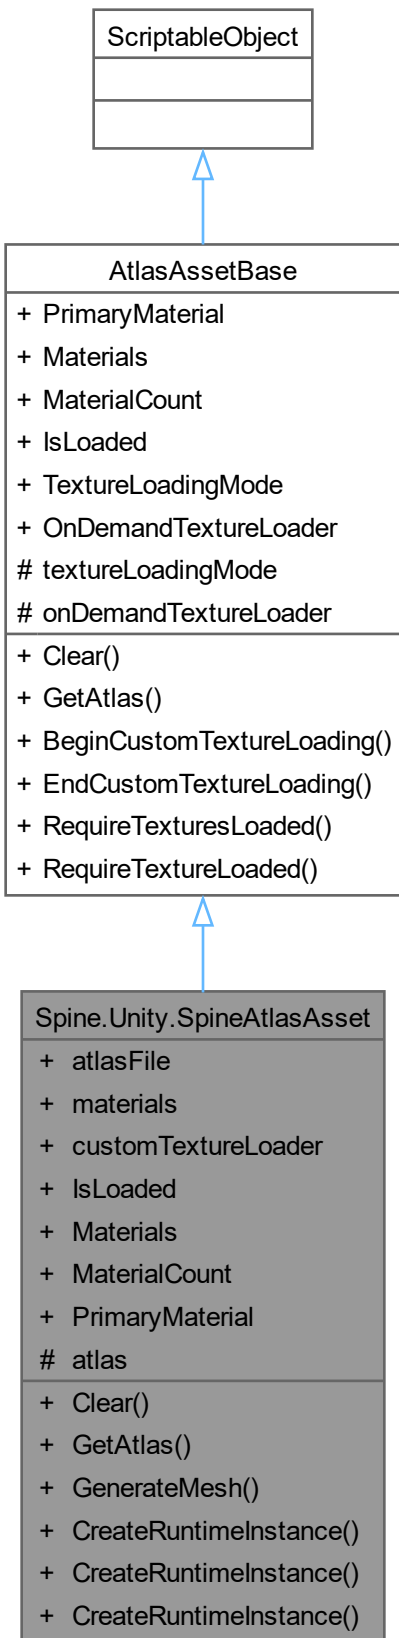 ScriptableObject
AtlasAssetBase
+ PrimaryMaterial
+ Materials
+ MaterialCount
+ IsLoaded
+ TextureLoadingMode
+ OnDemandTextureLoader
# textureLoadingMode
# onDemandTextureLoader
+ Clear()
+ GetAtlas()
+ BeginCustomTextureLoading()
+ EndCustomTextureLoading()
+ RequireTexturesLoaded()
+ RequireTextureLoaded()
Spine.Unity.SpineAtlasAsset
+ atlasFile
+ materials
+ customTextureLoader
+ IsLoaded
+ Materials
+ MaterialCount
+ PrimaryMaterial
# atlas
+ Clear()
+ GetAtlas()
+ GenerateMesh()
+ CreateRuntimeInstance()
+ CreateRuntimeInstance()
+ CreateRuntimeInstance()